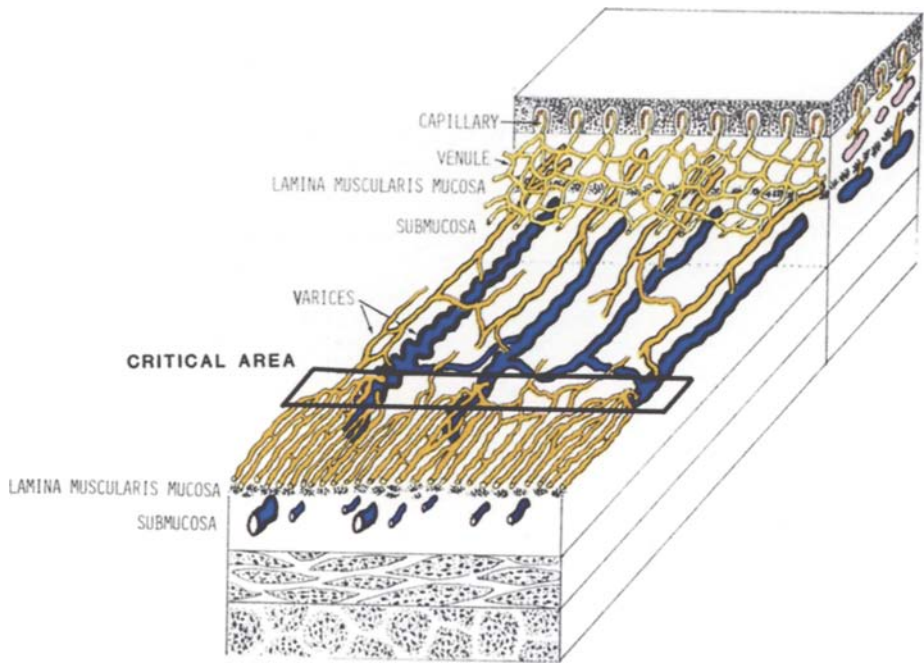 CAPILLARY
VENULE
LAMINA MUSCULARIS MUCOSA
SUBMUCOSA
VARICES
CRITICAL AREA
LAMINA MUSCULARIS MUCOSA
SUBMUCOSA